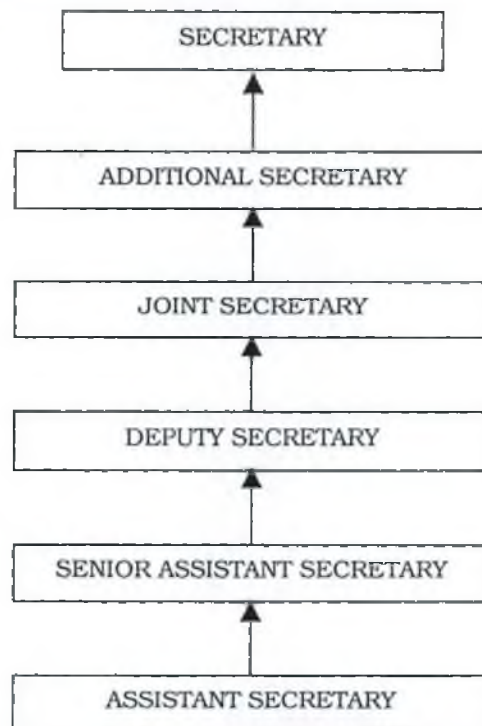 SECRETARY
ADDITIONAL SECRETARY
JOINT SECRETARY
DEPUTY SECRETARY
SENIOR ASSISTANT SECRETARY
ASSISTANT SECRETARY